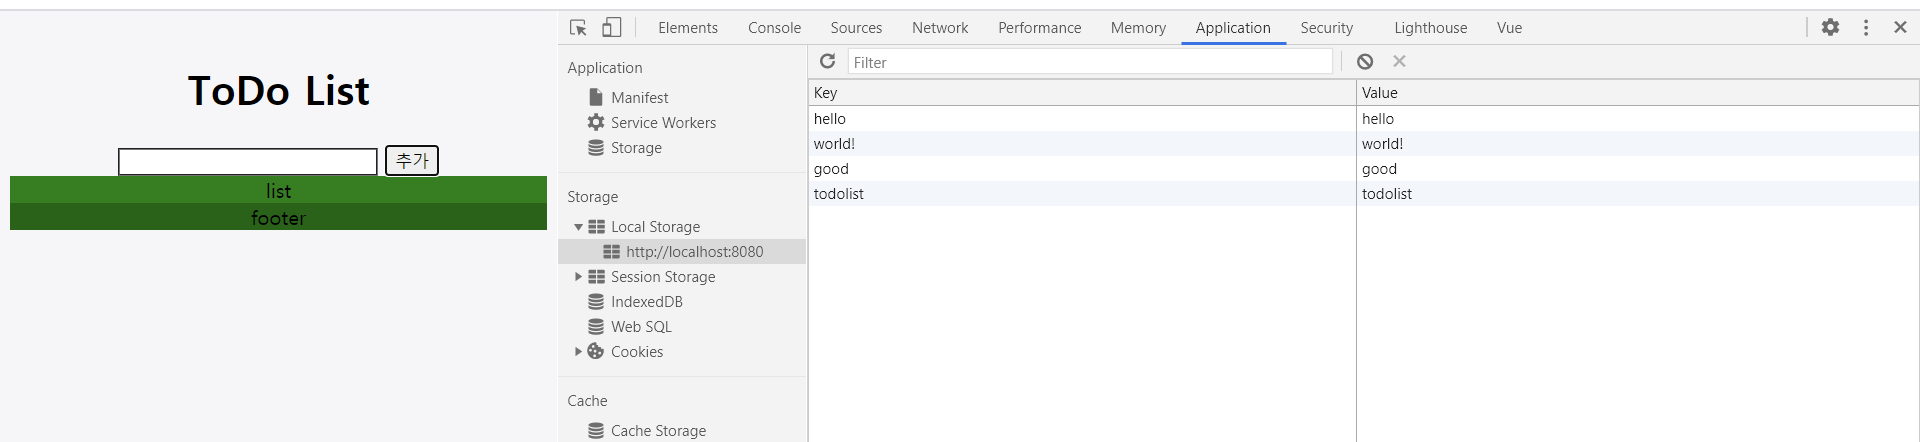 ToDo List
추가
list
footer
Elements Console Sources Network Performance Memory Application Security Lighthouse Vue
Application
Manifest
Service Workers
Storage
Storage
Local Storage
http://localhost:8080
Session Storage
IndexedDB
Web SQL
Cookies
Cache
Cache Storage
Filter
Key Value
hello hello
world! world!
good good
todolist todolist